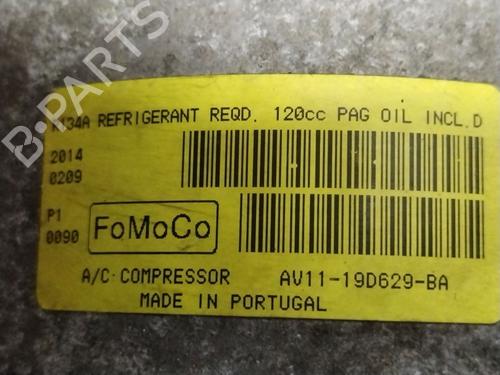 R134A REFRIGERANT REQD. 120cc PAG OIL INCL.D
2014
0209
P1
0090
FoMoCo
A/C COMPRESSOR AV11-19D629-BA
MADE IN PORTUGAL
B-PARTS